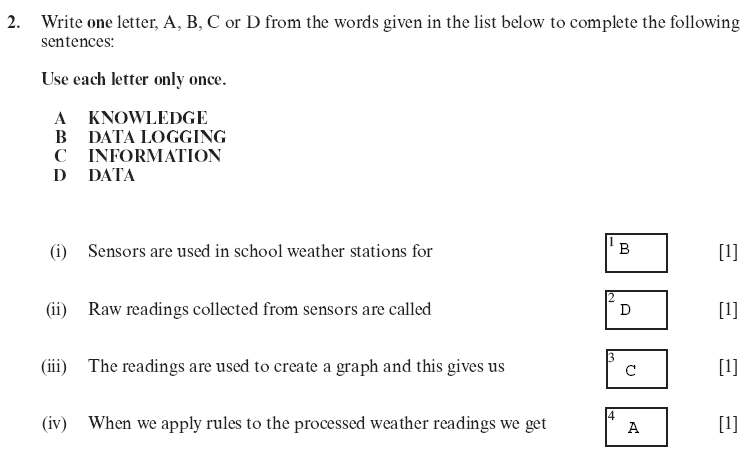 2. Write one letter, A, B, C or D from the words given in the list below to complete the following
sentences:
Use each letter only once.
A KNOWLEDGE
B DATA LOGGING
C INFORMATION
D DATA
(i) Sensors are used in school weather stations for 1 B [1]
(ii) Raw readings collected from sensors are called 2 D [1]
(iii) The readings are used to create a graph and this gives us 3 C [1]
(iv) When we apply rules to the processed weather readings we get 4 A [1]